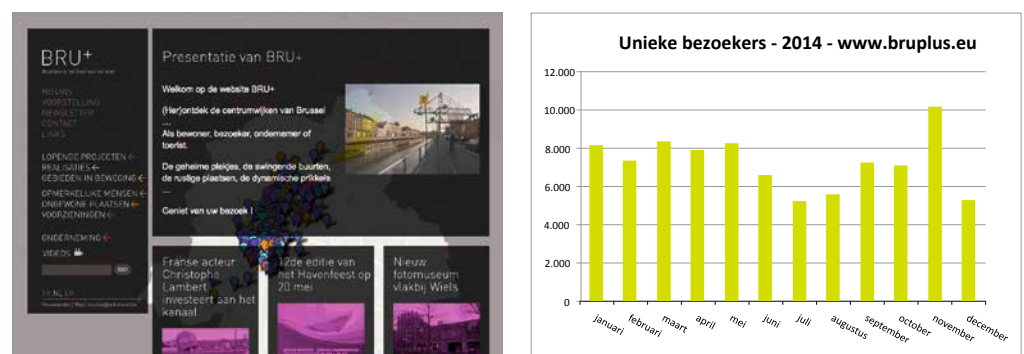 BRU+
NIEUWS
VOORSTELLING
NEWSLETTER
CONTACT
LINKS
LOPENDE PROJECTEN
REALISATIES
GEBIEDEN IN BEWEGING
OPMERKELIJKE MENSEN
ONGEWONE PLAATSEN
VOORZIENINGEN
ONDERNEMING
VIDEOS
GO!
FR NL EN
Presentatie van BRU+
Welkom op de website BRU+
(Her)ontdek de centrumwijken van Brussel
....
Als bewoner, bezoeker, ondernemer of
toerist.
De geheime plekjes, de swingende buurten,
de rustige plaatsen, de dynamische prikkels
....
Geniet van uw bezoek !
Franse acteur
Christophe
Lambert
investeert aan het
kanaal
12de editie van
het Havenfeest op
20 mei
Nieuw
fotomuseum
vlakbij Wiels
Unieke bezoekers - 2014 - www.bruplus.eu
12.000
10.000
8.000
6.000
4.000
2.000
0
januari
februari
maart
april
mei
juni
juli
augustus
september
october
november
december